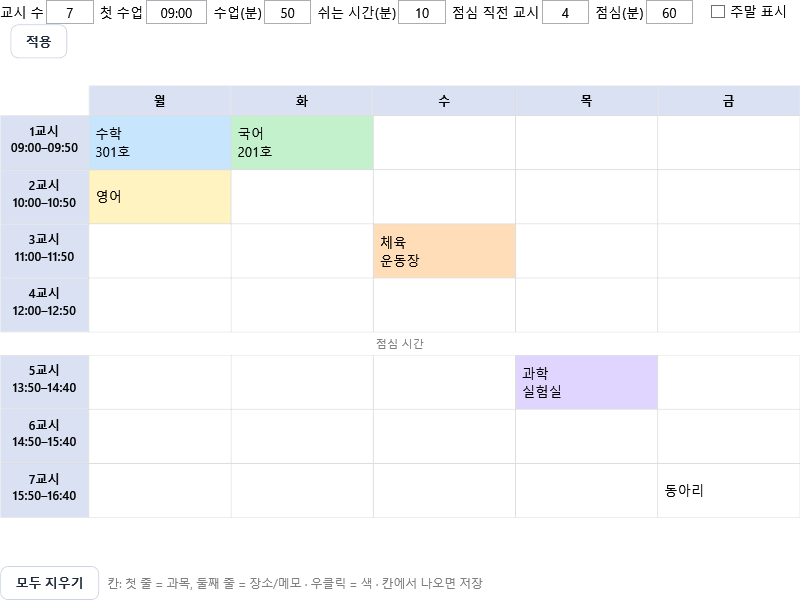 교시 수 7 첫 수업 09:00 수업(분) 50 쉬는 시간(분) 10 점심 직전 교시 4 점심(분) 60 주말 표시
적용
월 화 수 목 금
1교시
09:00–09:50
수학
301호
국어
201호
2교시
10:00–10:50
영어
3교시
11:00–11:50
체육
운동장
4교시
12:00–12:50
점심 시간
5교시
13:50–14:40
과학
실험실
6교시
14:50–15:40
7교시
15:50–16:40
동아리
모두 지우기 칸: 첫 줄 = 과목, 둘째 줄 = 장소/메모 · 우클릭 = 색 · 칸에서 나오면 저장